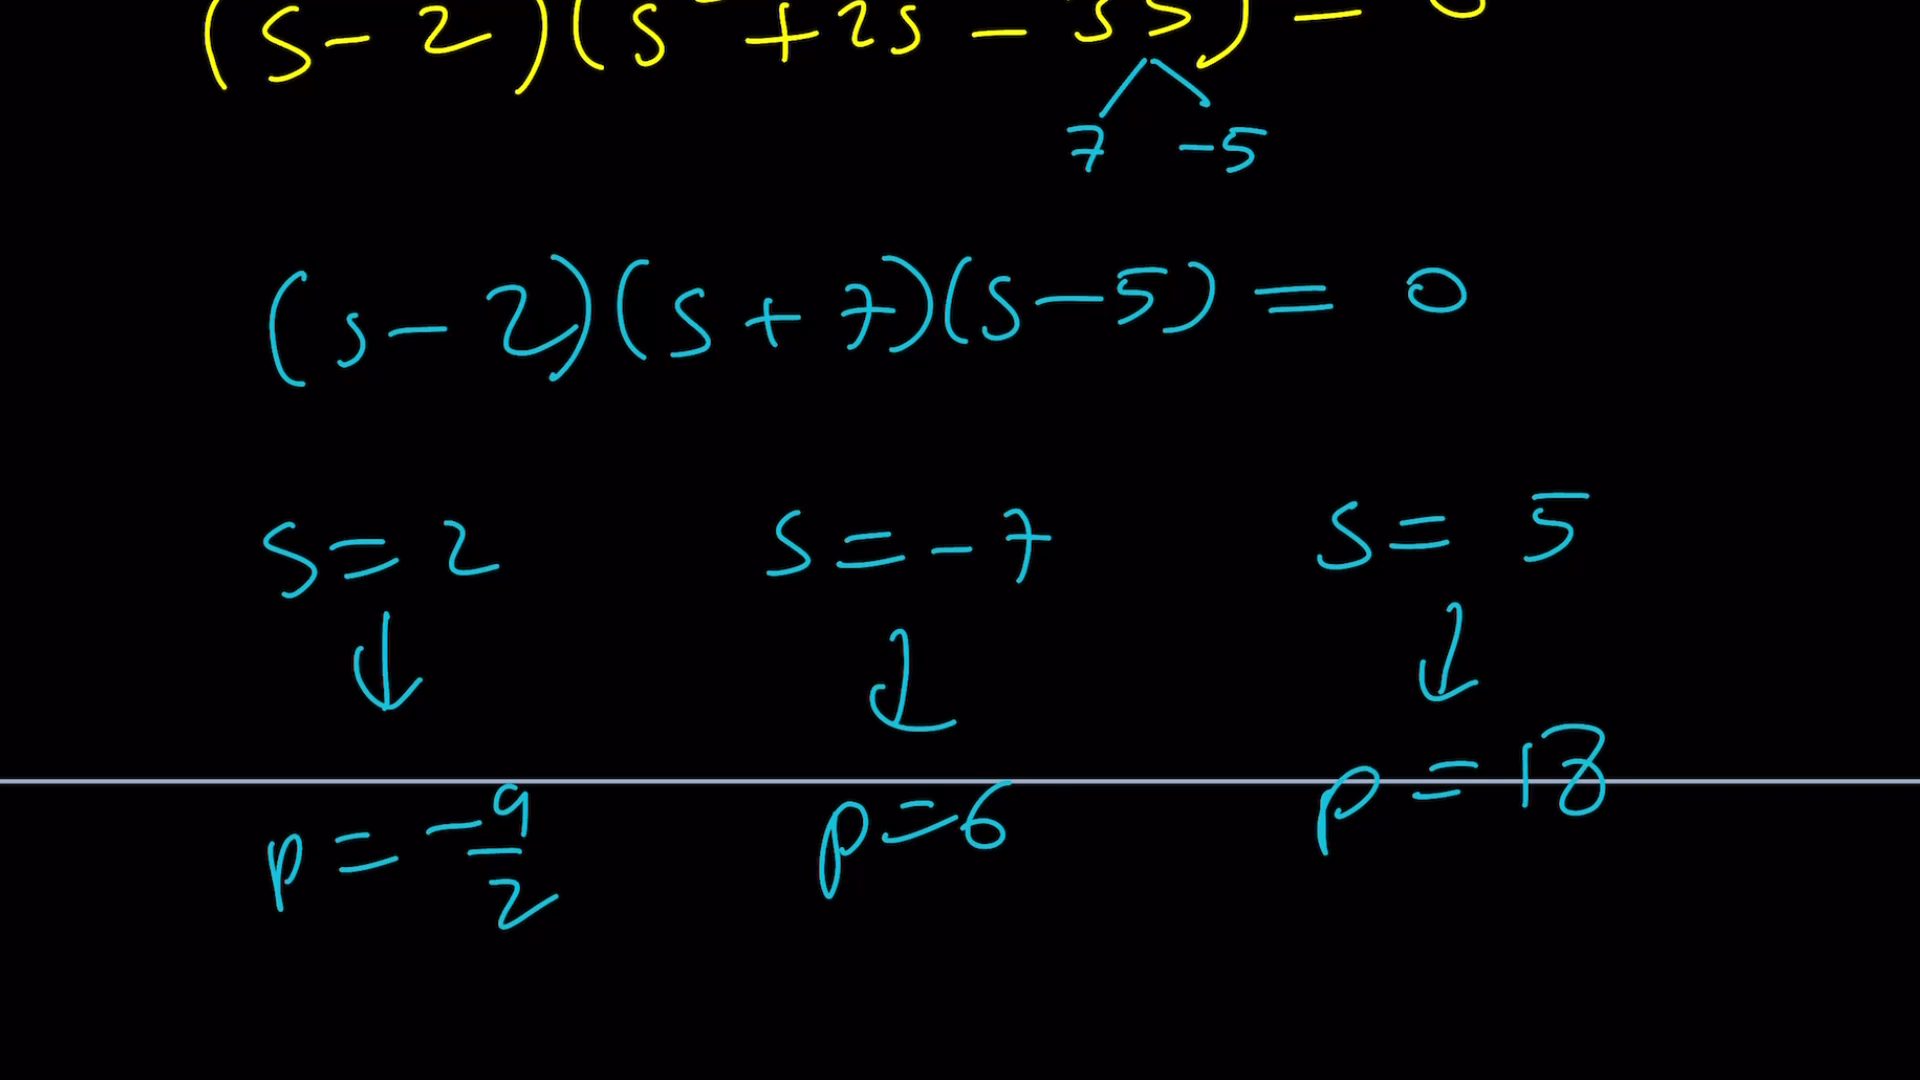 (s - 2)(s² + 2s - 35) = 0
7 -5
(s - 2)(s + 7)(s - 5) = 0
s = 2 s = -7 s = 5
p = -9/2 p = 6 p = 18